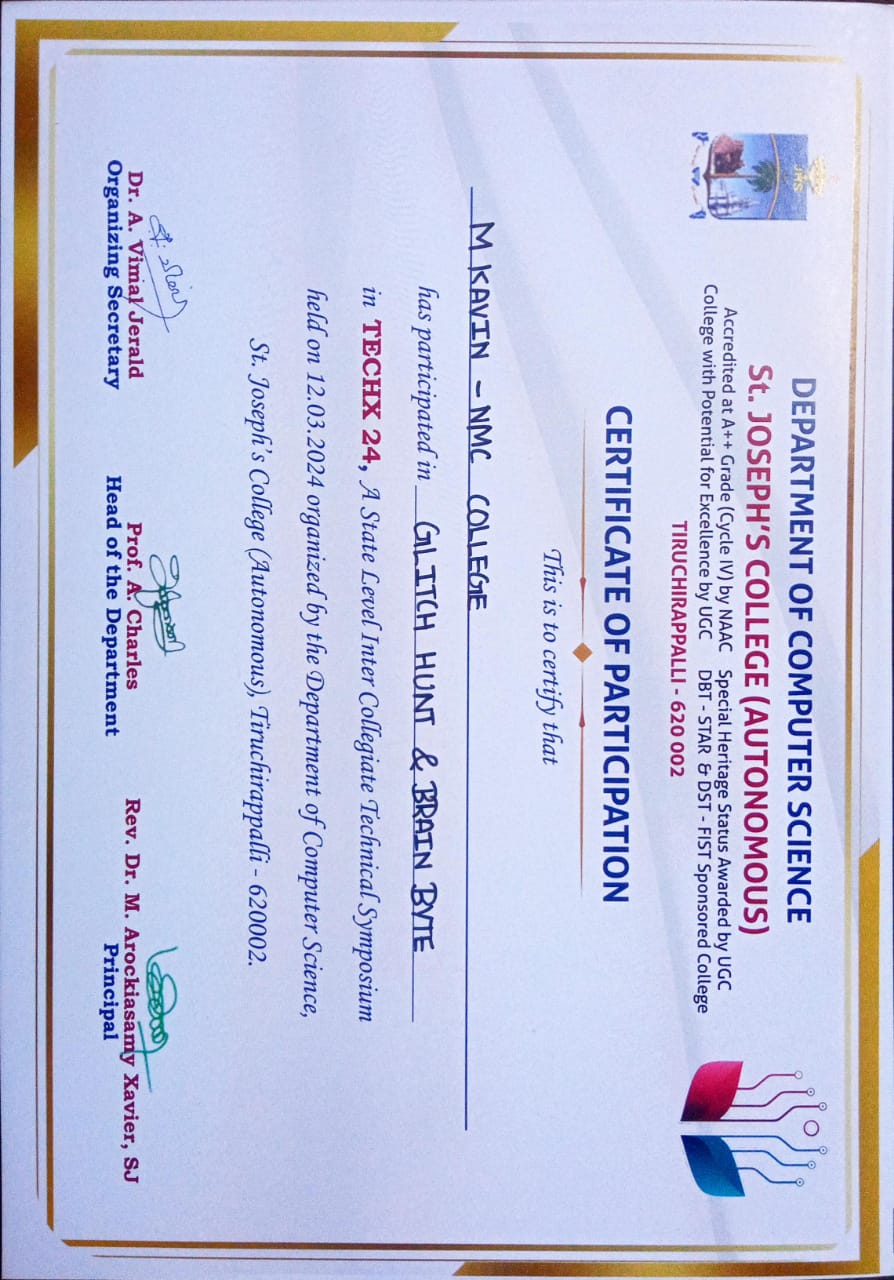 JHS
DEPARTMENT OF COMPUTER SCIENCE
St. JOSEPH'S COLLEGE (AUTONOMOUS)
Accredited at A++ Grade (Cycle IV) by NAAC Special Heritage Status Awarded by UGC
College with Potential for Excellence by UGC DBT - STAR & DST - FIST Sponsored College
TIRUCHIRAPPALLI - 620 002
CERTIFICATE OF PARTICIPATION
This is to certify that
M KAVIN - NMC COLLEGE
has participated in GLITCH HUNT & BRAIN BYTE
in TECHX 24, A State Level Inter Collegiate Technical Symposium
held on 12.03.2024 organized by the Department of Computer Science,
St. Joseph's College (Autonomous), Tiruchirappalli - 620002.
Dr. A. Vimal Jerald Prof. A. Charles Rev. Dr. M. Arockiasamy Xavier, SJ
Organizing Secretary Head of the Department Principal